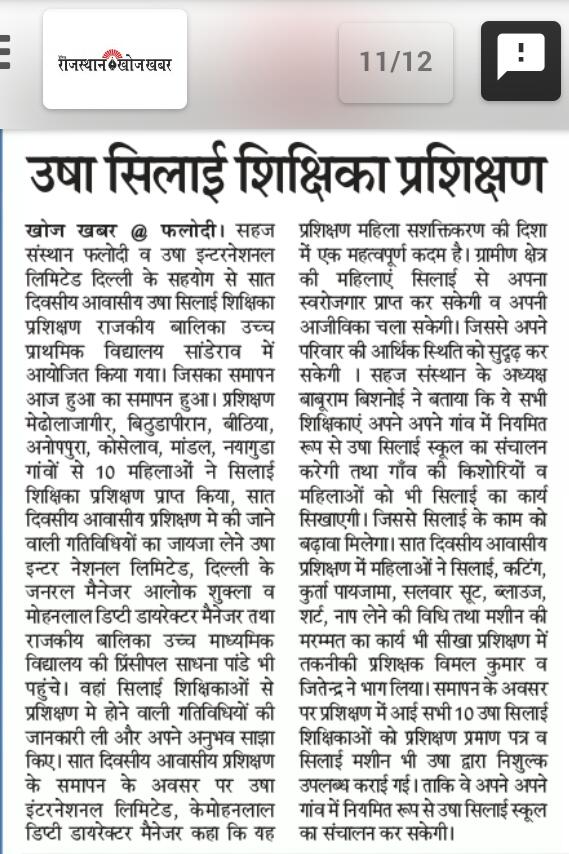 राजस्थान खोज खबर
11/12
उषा सिलाई शिक्षिका प्रशिक्षण
खोज खबर @ फलोदी। सहज
संस्थान फलोदी व उषा इन्टरनेशनल
लिमिटेड दिल्ली के सहयोग से सात
दिवसीय आवासीय उषा सिलाई शिक्षिका
प्रशिक्षण राजकीय बालिका उच्च
प्राथमिक विद्यालय सांडेराव में
आयोजित किया गया। जिसका समापन
आज हुआ का समापन हुआ। प्रशिक्षण
मेढोलाजागीर, बिठुडापीरान, बीठिया,
अनोपपुरा, कोसेलाव, मांडल, नयागुडा
गांवों से 10 महिलाओं ने सिलाई
शिक्षिका प्रशिक्षण प्राप्त किया, सात
दिवसीय आवासीय प्रशिक्षण मे की जाने
वाली गतिविधियों का जायजा लेने उषा
इन्टर नेशनल लिमिटेड, दिल्ली के
जनरल मैनेजर आलोक शुक्ला व
मोहनलाल डिप्टी डायरेक्टर मैनेजर तथा
राजकीय बालिका उच्च माध्यमिक
विद्यालय की प्रिंसीपल साधना पांडे भी
पहुंचे। वहां सिलाई शिक्षिकाओं से
प्रशिक्षण मे होने वाली गतिविधियों की
जानकारी ली और अपने अनुभव साझा
किए। सात दिवसीय आवासीय प्रशिक्षण
के समापन के अवसर पर उषा
इंटरनेशनल लिमिटेड, केमोहनलाल
डिप्टी डायरेक्टर मैनेजर कहा कि यह
प्रशिक्षण महिला सशक्तिकरण की दिशा
में एक महत्वपूर्ण कदम है। ग्रामीण क्षेत्र
की महिलाएं सिलाई से अपना
स्वरोजगार प्राप्त कर सकेगी व अपनी
आजीविका चला सकेगी। जिससे अपने
परिवार की आर्थिक स्थिति को सुदृढ़ कर
सकेगी । सहज संस्थान के अध्यक्ष
बाबूराम बिशनोई ने बताया कि ये सभी
शिक्षिकाएं अपने अपने गांव में नियमित
रूप से उषा सिलाई स्कूल का संचालन
करेगी तथा गाँव की किशोरियों व
महिलाओं को भी सिलाई का कार्य
सिखाएगी। जिससे सिलाई के काम को
बढ़ावा मिलेगा। सात दिवसीय आवासीय
प्रशिक्षण में महिलाओं ने सिलाई, कटिंग,
कुर्ता पायजामा, सलवार सूट, ब्लाउज,
शर्ट, नाप लेने की विधि तथा मशीन की
मरम्मत का कार्य भी सीखा प्रशिक्षण में
तकनीकी प्रशिक्षक विमल कुमार व
जितेन्द्र ने भाग लिया। समापन के अवसर
पर प्रशिक्षण में आई सभी 10 उषा सिलाई
शिक्षिकाओं को प्रशिक्षण प्रमाण पत्र व
सिलाई मशीन भी उषा द्वारा निशुल्क
उपलब्ध कराई गई। ताकि वे अपने अपने
गांव में नियमित रूप से उषा सिलाई स्कूल
का संचालन कर सकेगी।